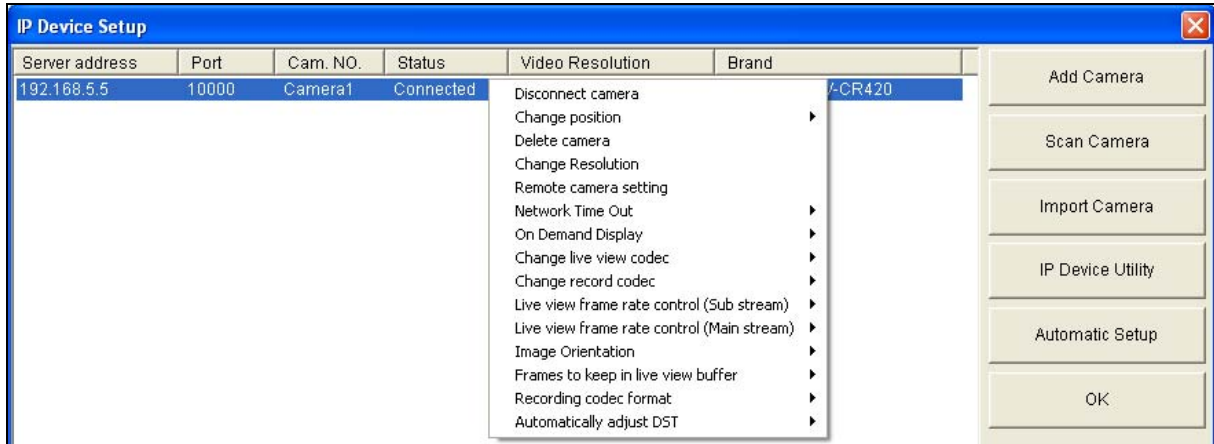 IP Device Setup
Server address Port Cam. NO. Status Video Resolution Brand
192.168.5.5 10000 Camera1 Connected -CR420
Disconnect camera
Change position
Delete camera
Change Resolution
Remote camera setting
Network Time Out
On Demand Display
Change live view codec
Change record codec
Live view frame rate control (Sub stream)
Live view frame rate control (Main stream)
Image Orientation
Frames to keep in live view buffer
Recording codec format
Automatically adjust DST
Add Camera
Scan Camera
Import Camera
IP Device Utility
Automatic Setup
OK